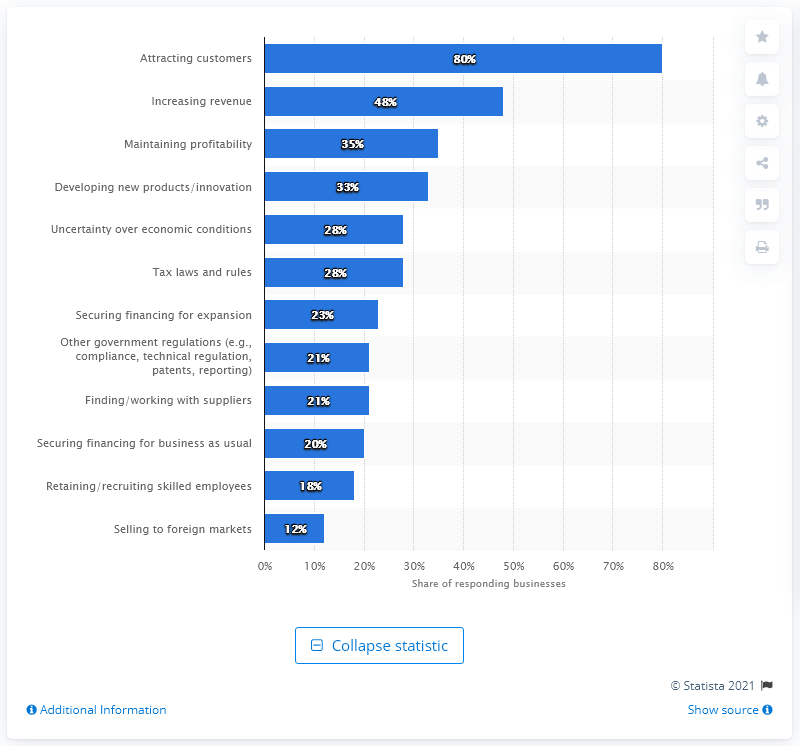 Attracting customers 80%
Increasing revenue 48%
Maintaining profitability 35%
Developing new products/innovation 33%
Uncertainty over economic conditions 28%
Tax laws and rules 28%
Securing financing for expansion 23%
Other government regulations (e.g.,
compliance, technical regulation,
patents, reporting) 21%
Finding/working with suppliers 21%
Securing financing for business as usual 20%
Retaining/recruiting skilled employees 18%
Selling to foreign markets 12%
0% 10% 20% 30% 40% 50% 60% 70% 80%
Share of responding businesses
Collapse statistic
© Statista 2021
Additional Information Show source